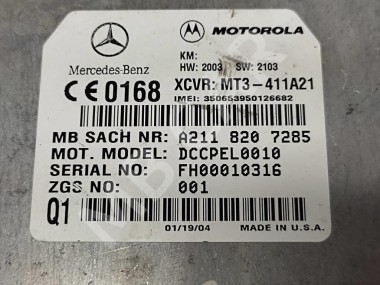 MOTOROLA
Mercedes-Benz
KM:
HW: 2003 SW: 2103
CE 0168 XCVR: MT3-411A21
IMEI: 350653950126682
MB SACH NR: A211 820 7285
MOT. MODEL: DCCPEL0010
SERIAL NO: FH00010316
ZGS NO: 001
Q1
01/19/04 MADE IN U.S.A.